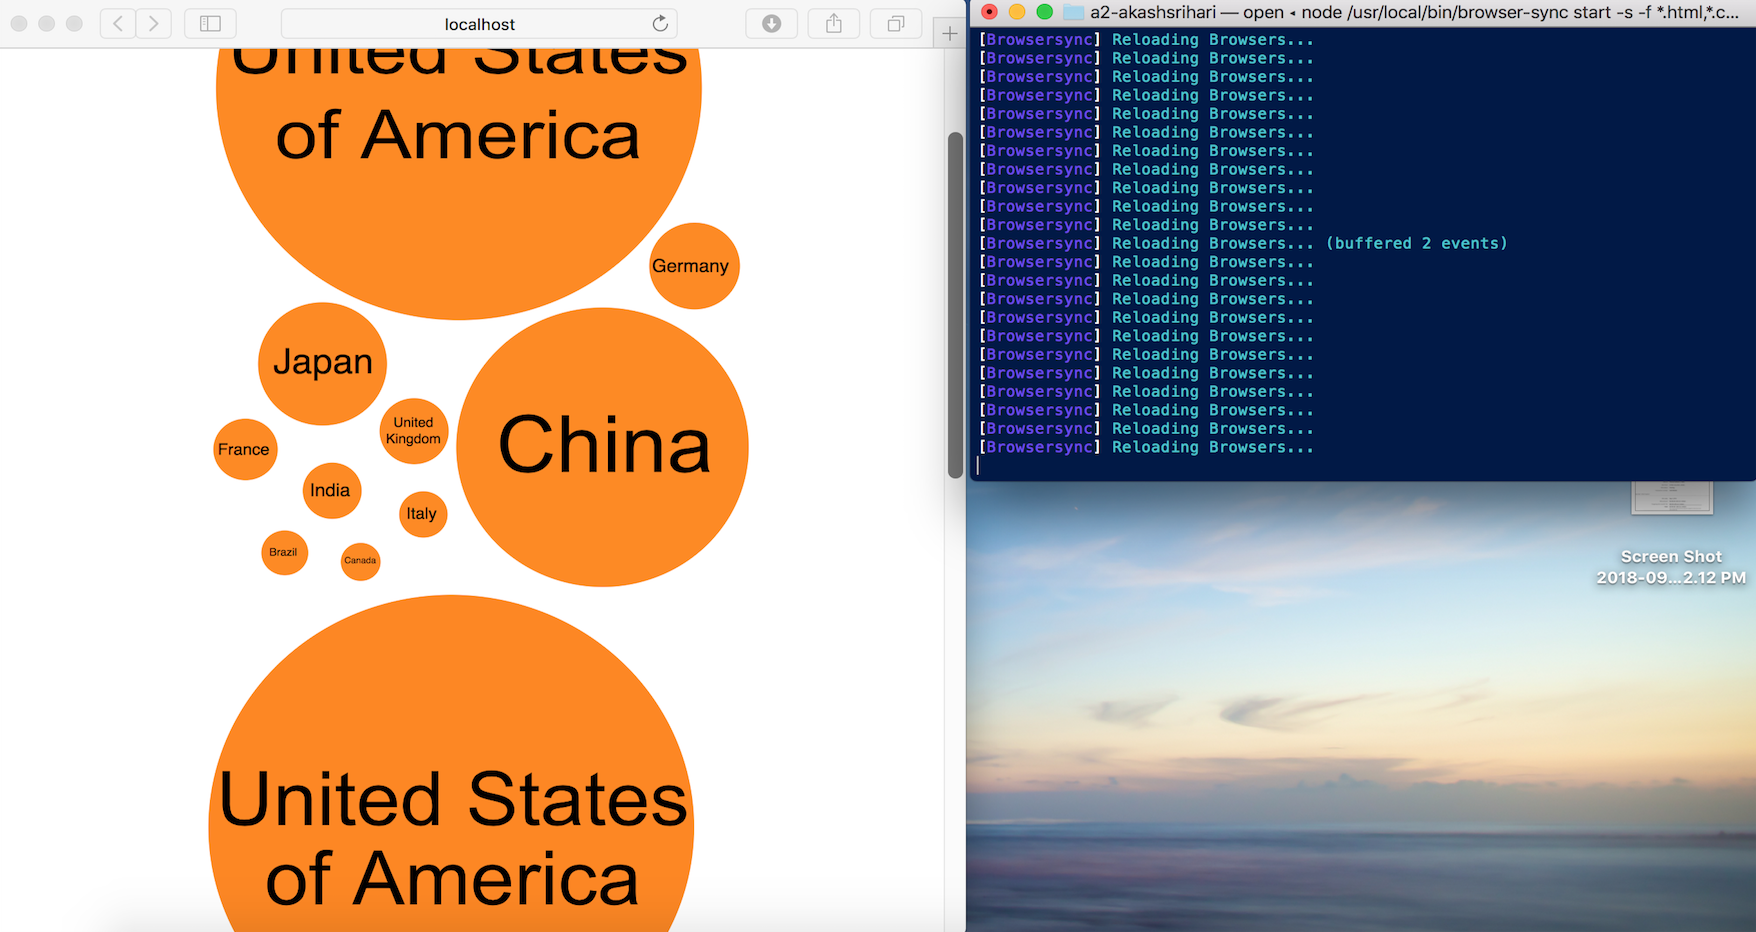 localhost
United States
of America
Germany
Japan
United
Kingdom
China
France
India
Italy
Brazil
Canada
United States
of America
a2-akashsrihari — open ◂ node /usr/local/bin/browser-sync start -s -f *.html,*.c...
[Browsersync] Reloading Browsers...
[Browsersync] Reloading Browsers...
[Browsersync] Reloading Browsers...
[Browsersync] Reloading Browsers...
[Browsersync] Reloading Browsers...
[Browsersync] Reloading Browsers...
[Browsersync] Reloading Browsers...
[Browsersync] Reloading Browsers...
[Browsersync] Reloading Browsers...
[Browsersync] Reloading Browsers...
[Browsersync] Reloading Browsers...
[Browsersync] Reloading Browsers... (buffered 2 events)
[Browsersync] Reloading Browsers...
[Browsersync] Reloading Browsers...
[Browsersync] Reloading Browsers...
[Browsersync] Reloading Browsers...
[Browsersync] Reloading Browsers...
[Browsersync] Reloading Browsers...
[Browsersync] Reloading Browsers...
[Browsersync] Reloading Browsers...
[Browsersync] Reloading Browsers...
[Browsersync] Reloading Browsers...
[Browsersync] Reloading Browsers...
Screen Shot
2018-09...2.12 PM